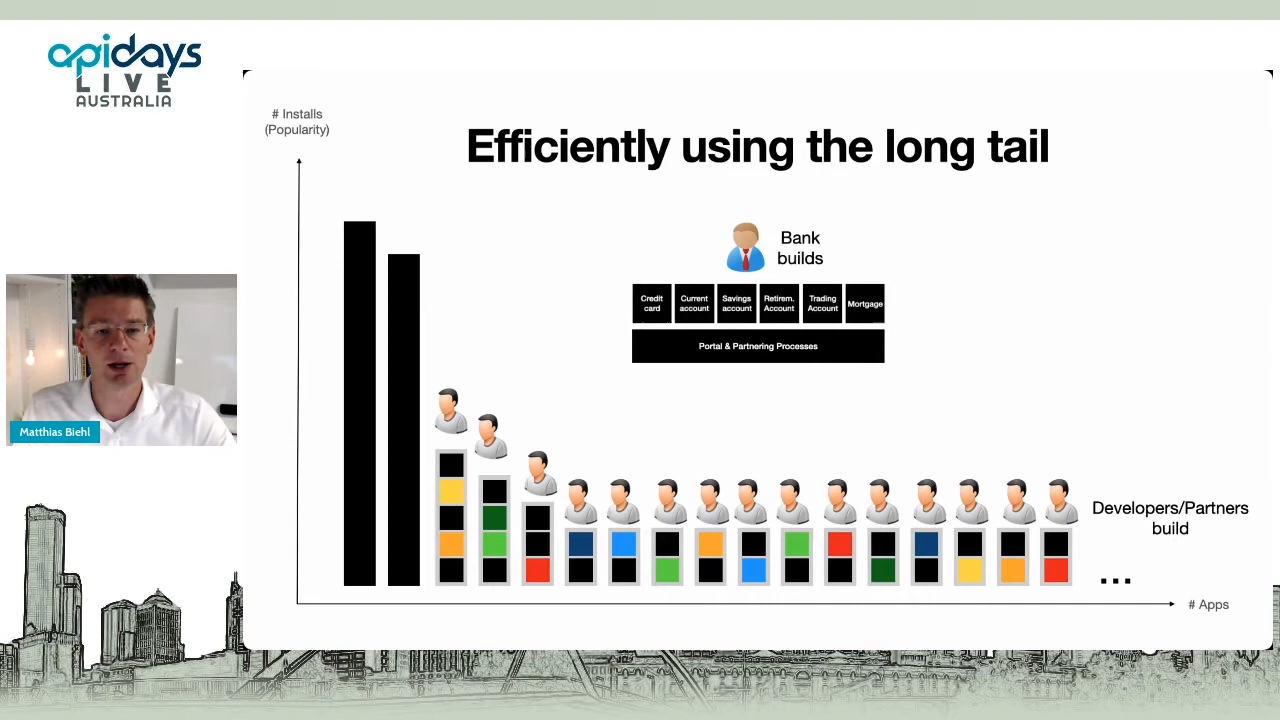 apidays
LIVE
AUSTRALIA
# Installs
(Popularity)
Efficiently using the long tail
Bank
builds
Credit
card
Current
account
Savings
account
Retirem.
Account
Trading
Account
Mortgage
Portal & Partnering Processes
Matthias Biehl
Developers/Partners
build
...
# Apps